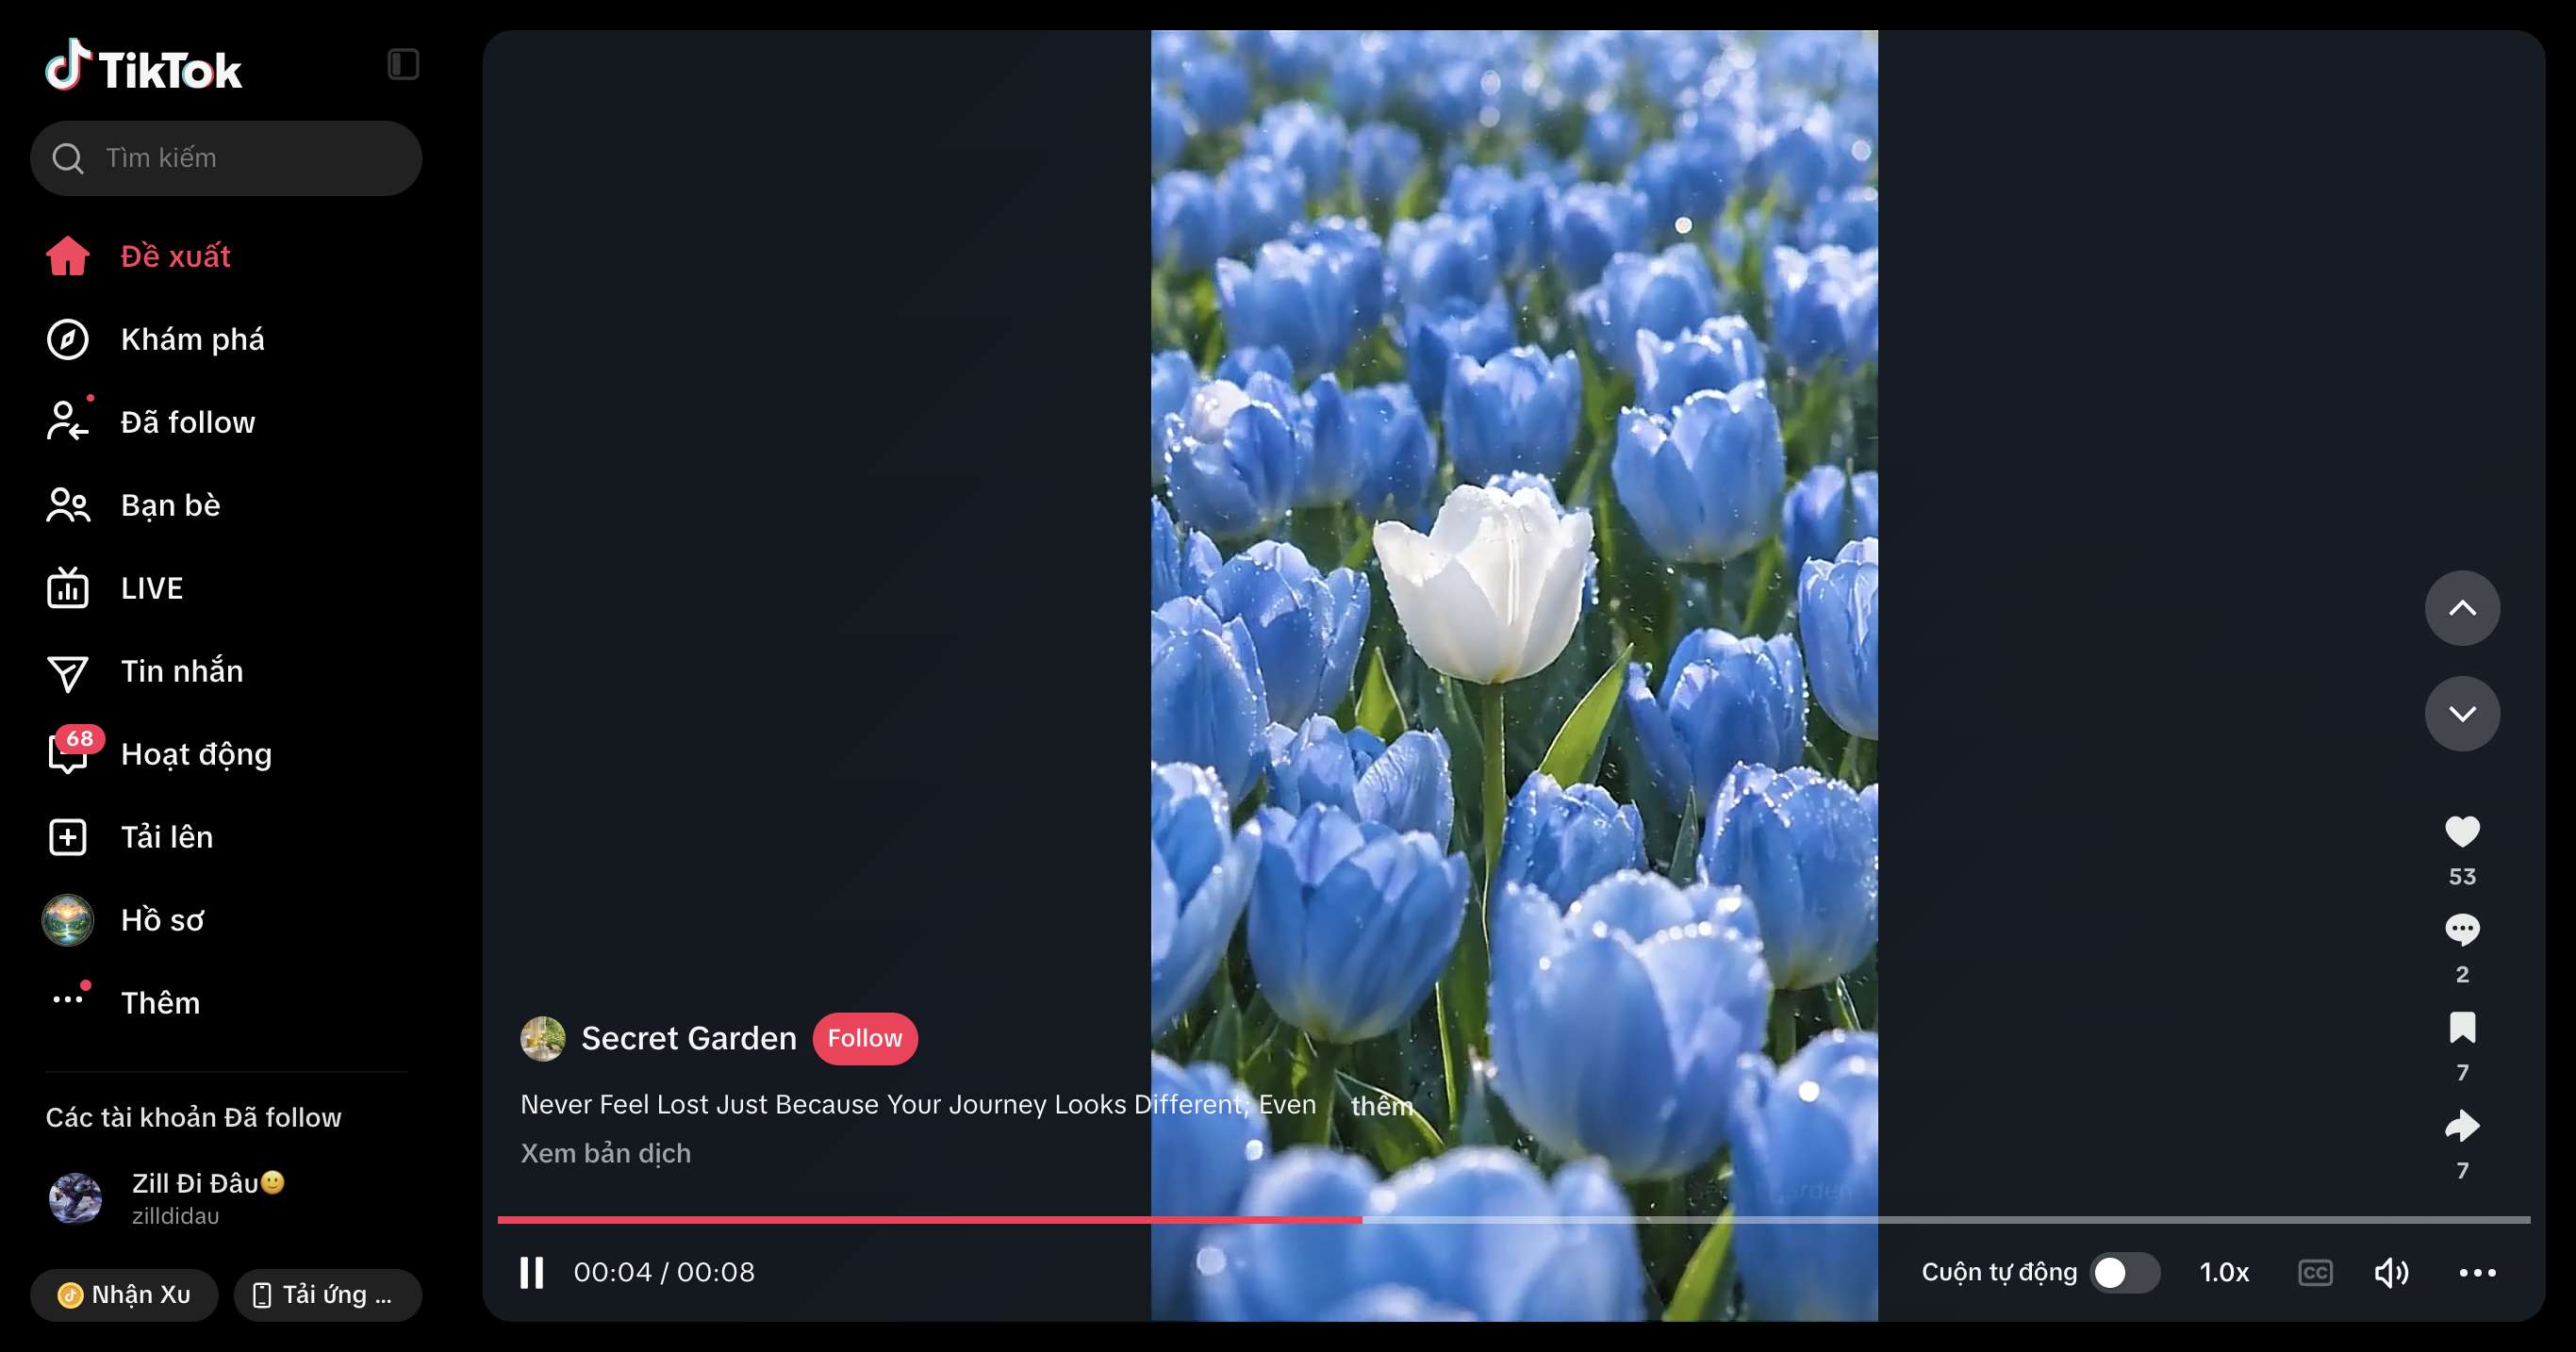 TikTok
Tìm kiếm
Đề xuất
Khám phá
Đã follow
Bạn bè
LIVE
Tin nhắn
68
Hoạt động
Tải lên
Hồ sơ
Thêm
Các tài khoản Đã follow
Zill Đi Đâu🙂
zilldidau
Nhận Xu
Tải ứng ...
Secret Garden
Follow
Never Feel Lost Just Because Your Journey Looks Different; Even thêm
Xem bản dịch
00:04 / 00:08
53
2
7
7
Cuộn tự động
1.0x
CC